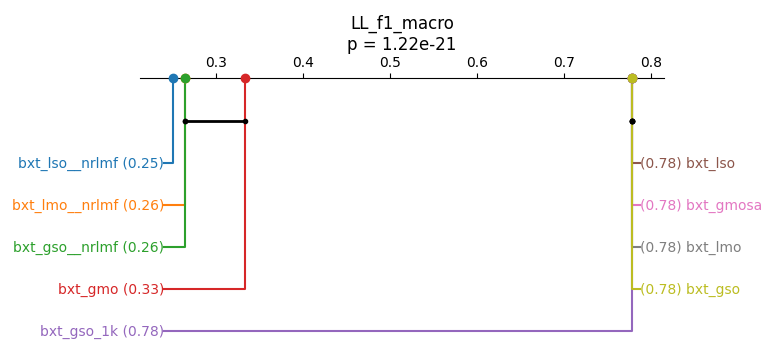 LL_f1_macro
p = 1.22e-21
0.3 0.4 0.5 0.6 0.7 0.8
bxt_lso__nrlmf (0.25) (0.78) bxt_lso
bxt_lmo__nrlmf (0.26) (0.78) bxt_gmosa
bxt_gso__nrlmf (0.26) (0.78) bxt_lmo
bxt_gmo (0.33) (0.78) bxt_gso
bxt_gso_1k (0.78)